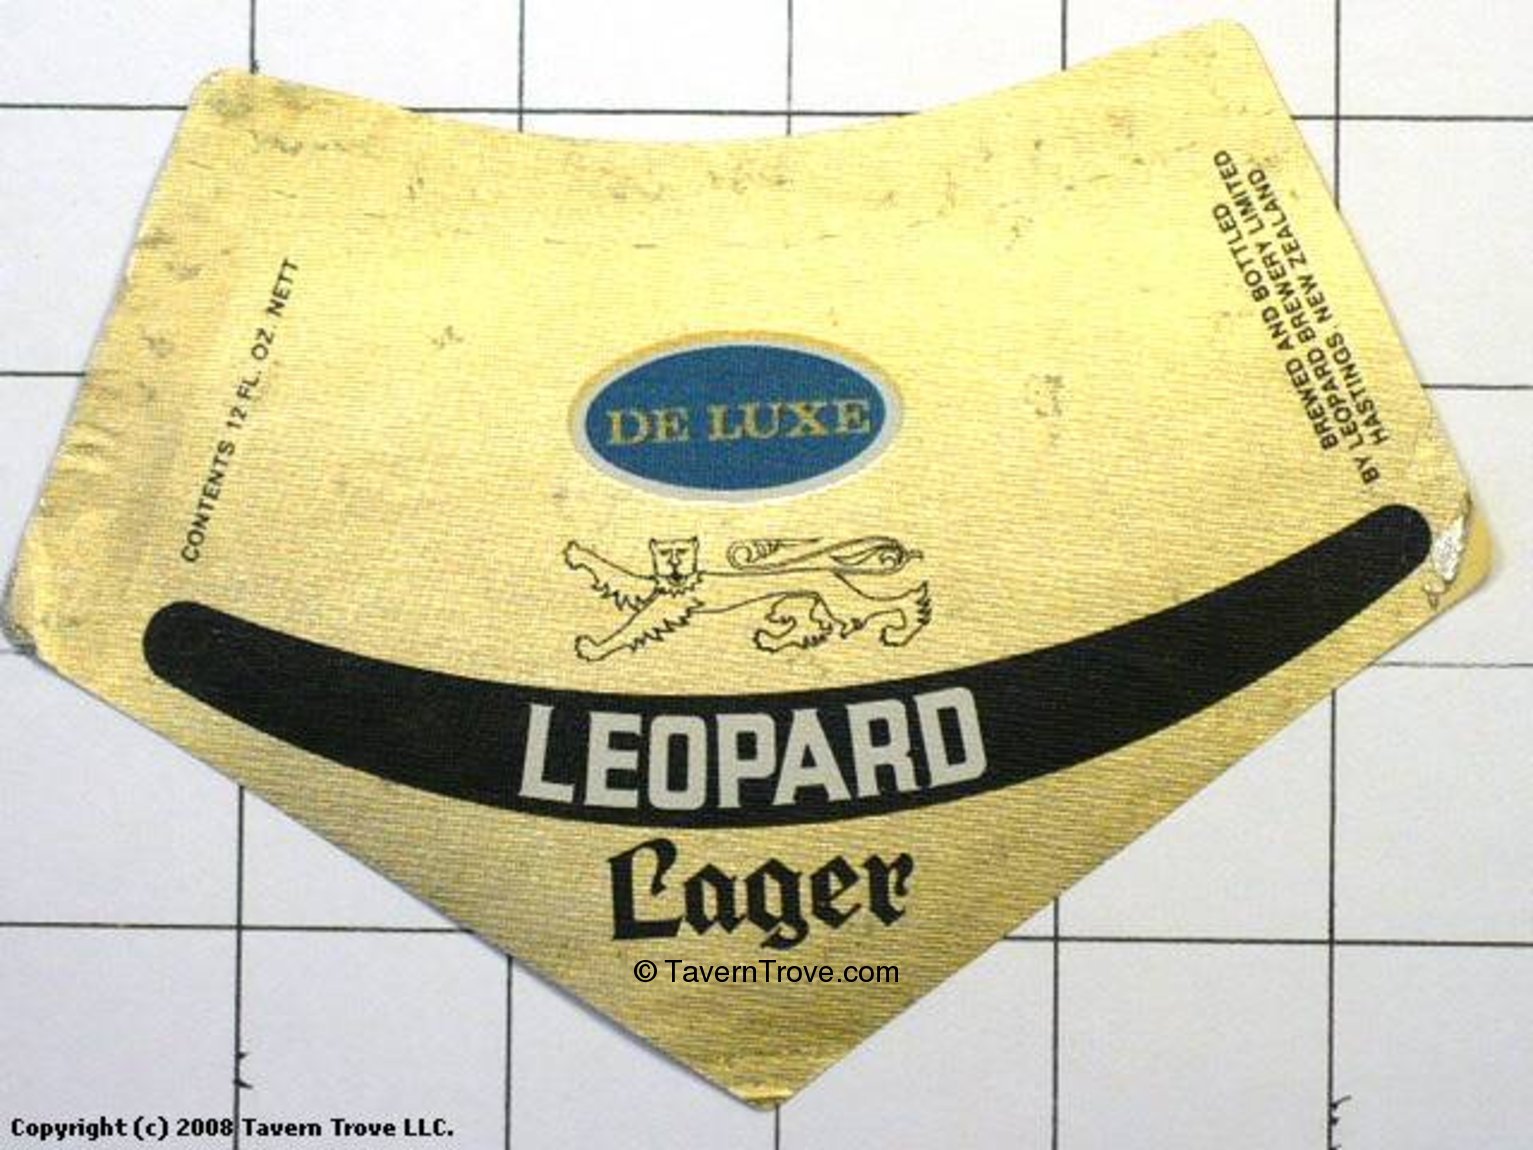 CONTENTS 12 FL. OZ. NETT
BREWED AND BOTTLED
BY LEOPARD BREWERY LIMITED
HASTINGS, NEW ZEALAND.
DE LUXE
LEOPARD
Lager
© TavernTrove.com
Copyright (c) 2008 Tavern Trove LLC.